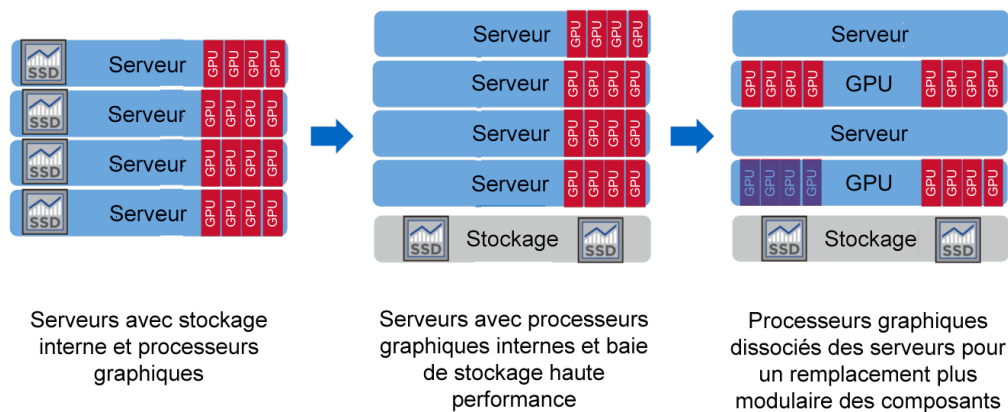 SSD Serveur GPU GPU GPU GPU
SSD Serveur GPU GPU GPU GPU
SSD Serveur GPU GPU GPU GPU
SSD Serveur GPU GPU GPU GPU
Serveurs avec stockage
interne et processeurs
graphiques
Serveur GPU GPU GPU GPU
Serveur GPU GPU GPU GPU
Serveur GPU GPU GPU GPU
Serveur GPU GPU GPU GPU
SSD Stockage SSD
Serveurs avec processeurs
graphiques internes et baie
de stockage haute
performance
Serveur
GPU GPU GPU GPU GPU GPU GPU GPU GPU
Serveur
GPU GPU GPU GPU GPU GPU GPU GPU GPU
SSD Stockage SSD
Processeurs graphiques
dissociés des serveurs pour
un remplacement plus
modulaire des composants